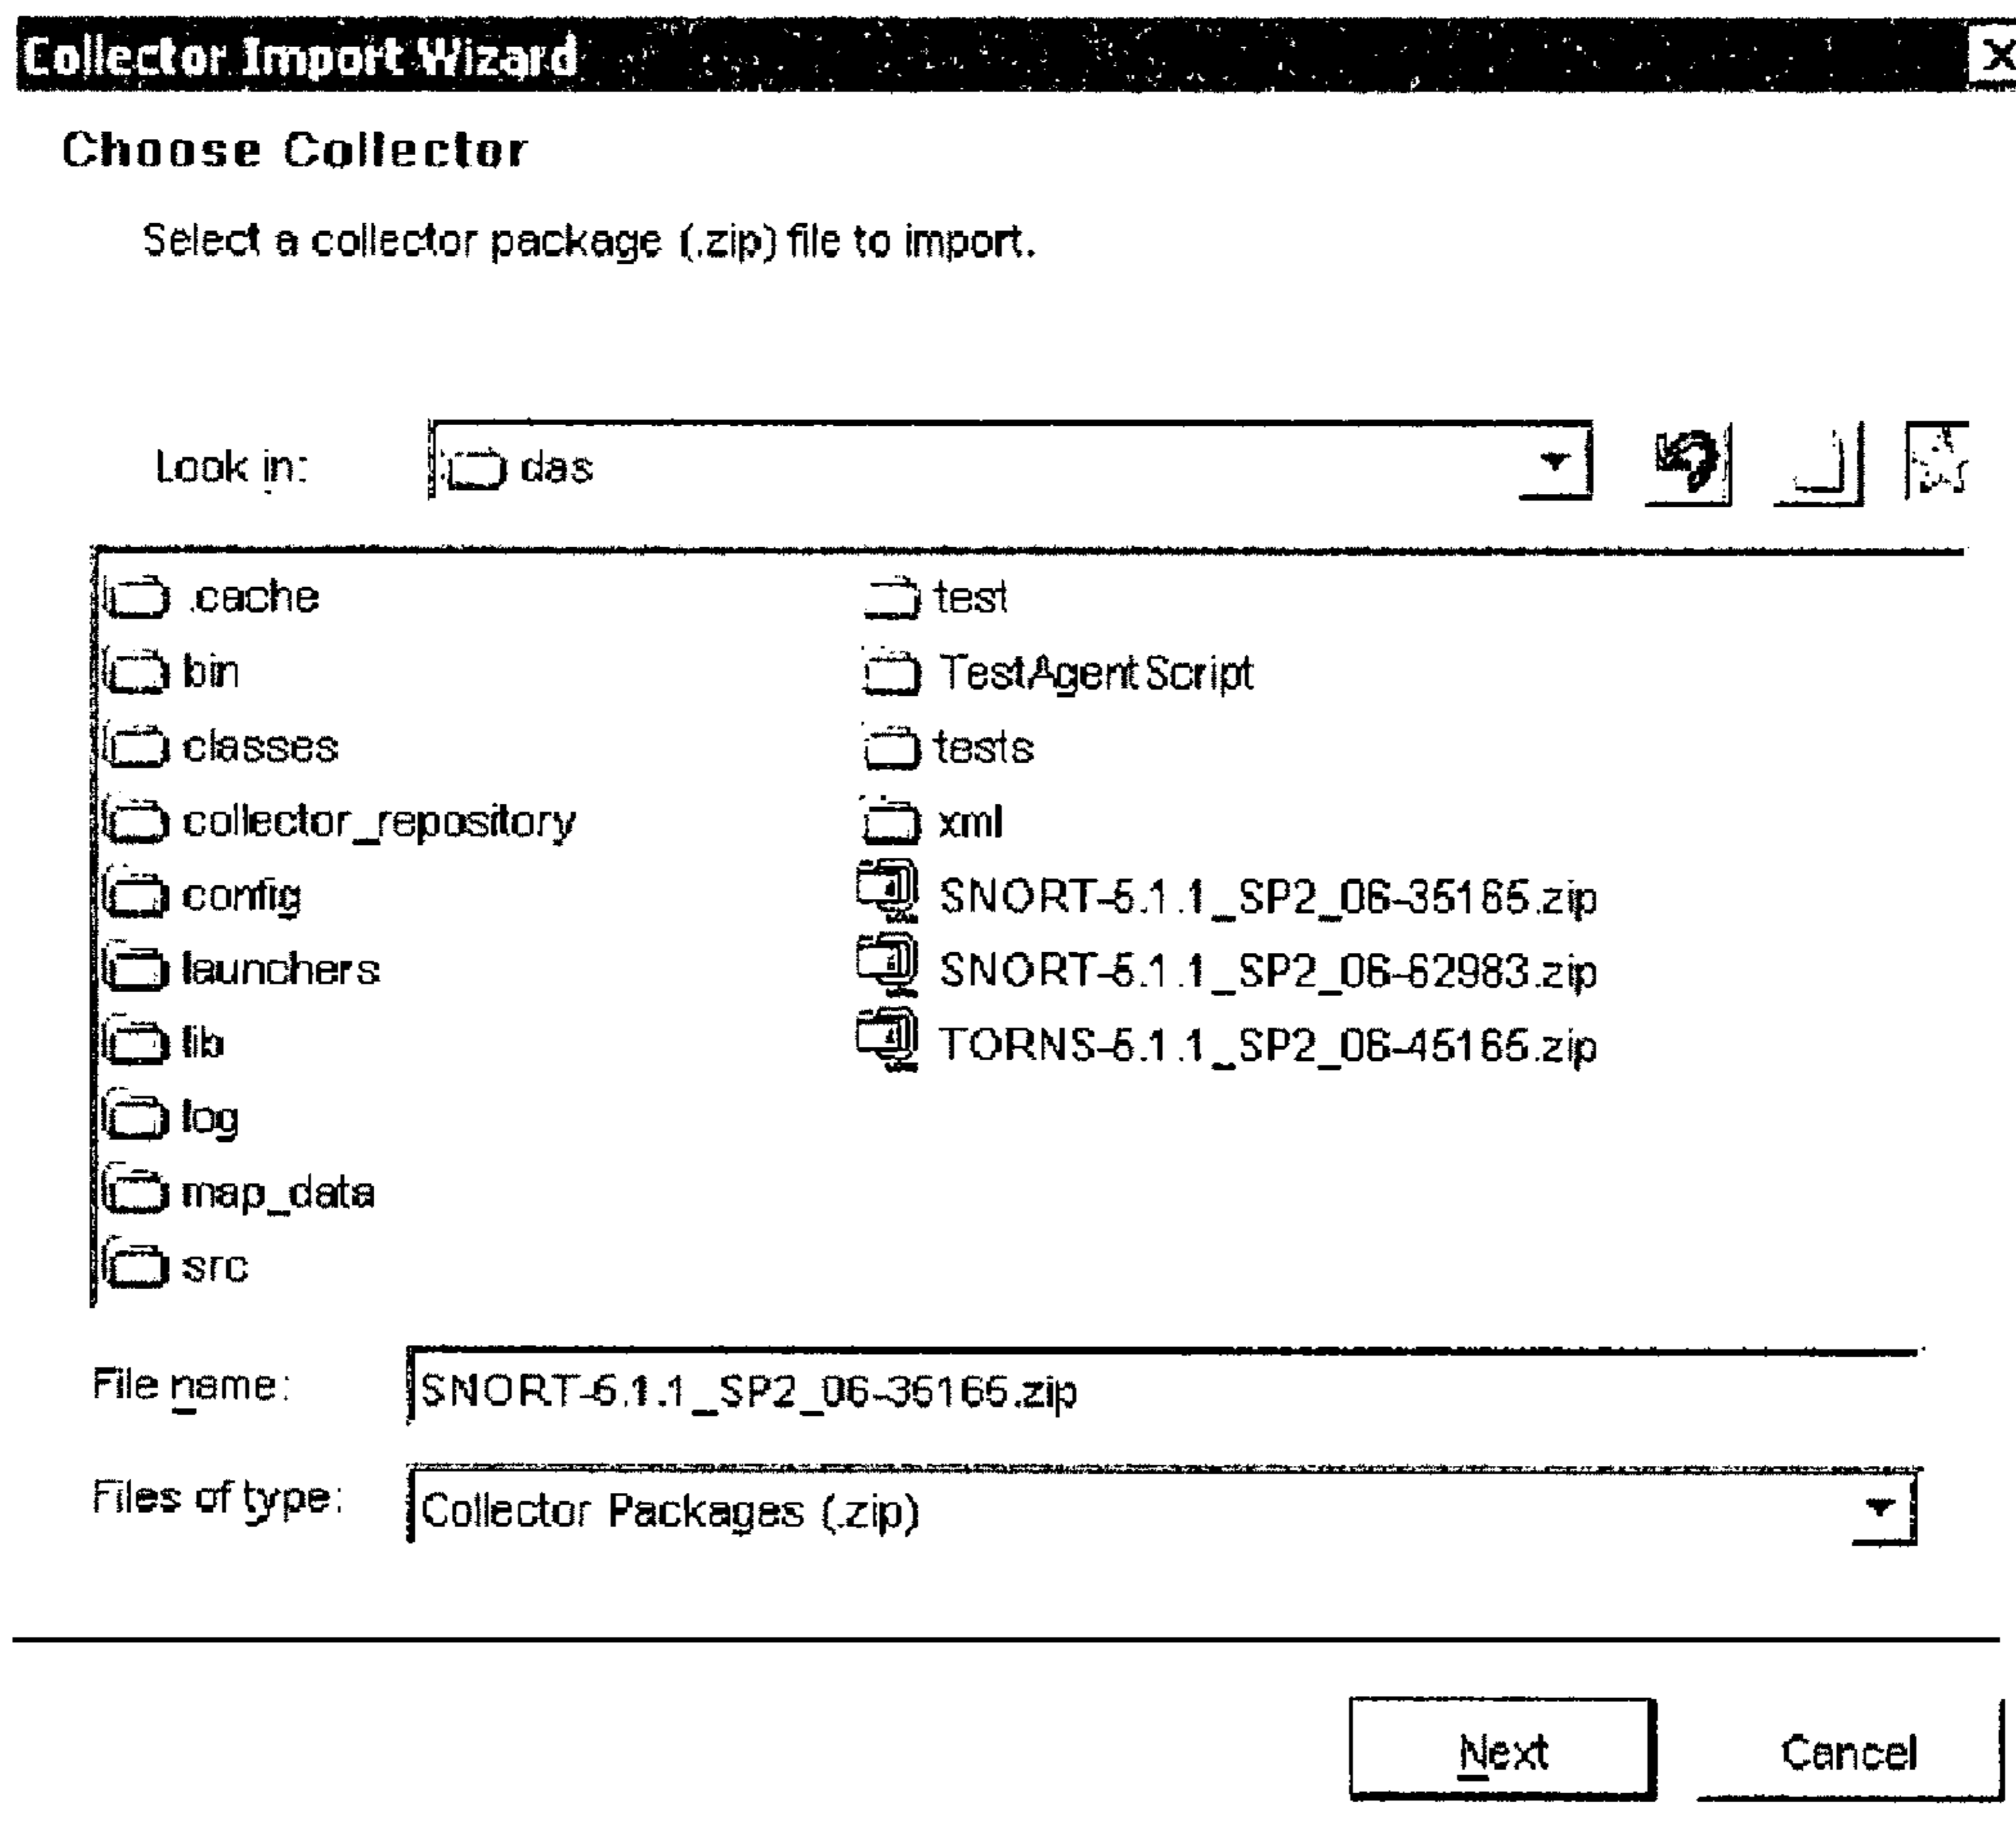 Collector Import Wizard
Choose Collector
Select a collector package (.zip) file to import.
Look in: das
.cache
bin
classes
collector_repository
config
launchers
lib
log
map_data
src
test
TestAgentScript
tests
xml
SNORT-5.1.1_SP2_06-35165.zip
SNORT-5.1.1_SP2_06-62983.zip
TORNS-5.1.1_SP2_06-45165.zip
File name: SNORT-5.1.1_SP2_06-35165.zip
Files of type: Collector Packages (.zip)
Next Cancel